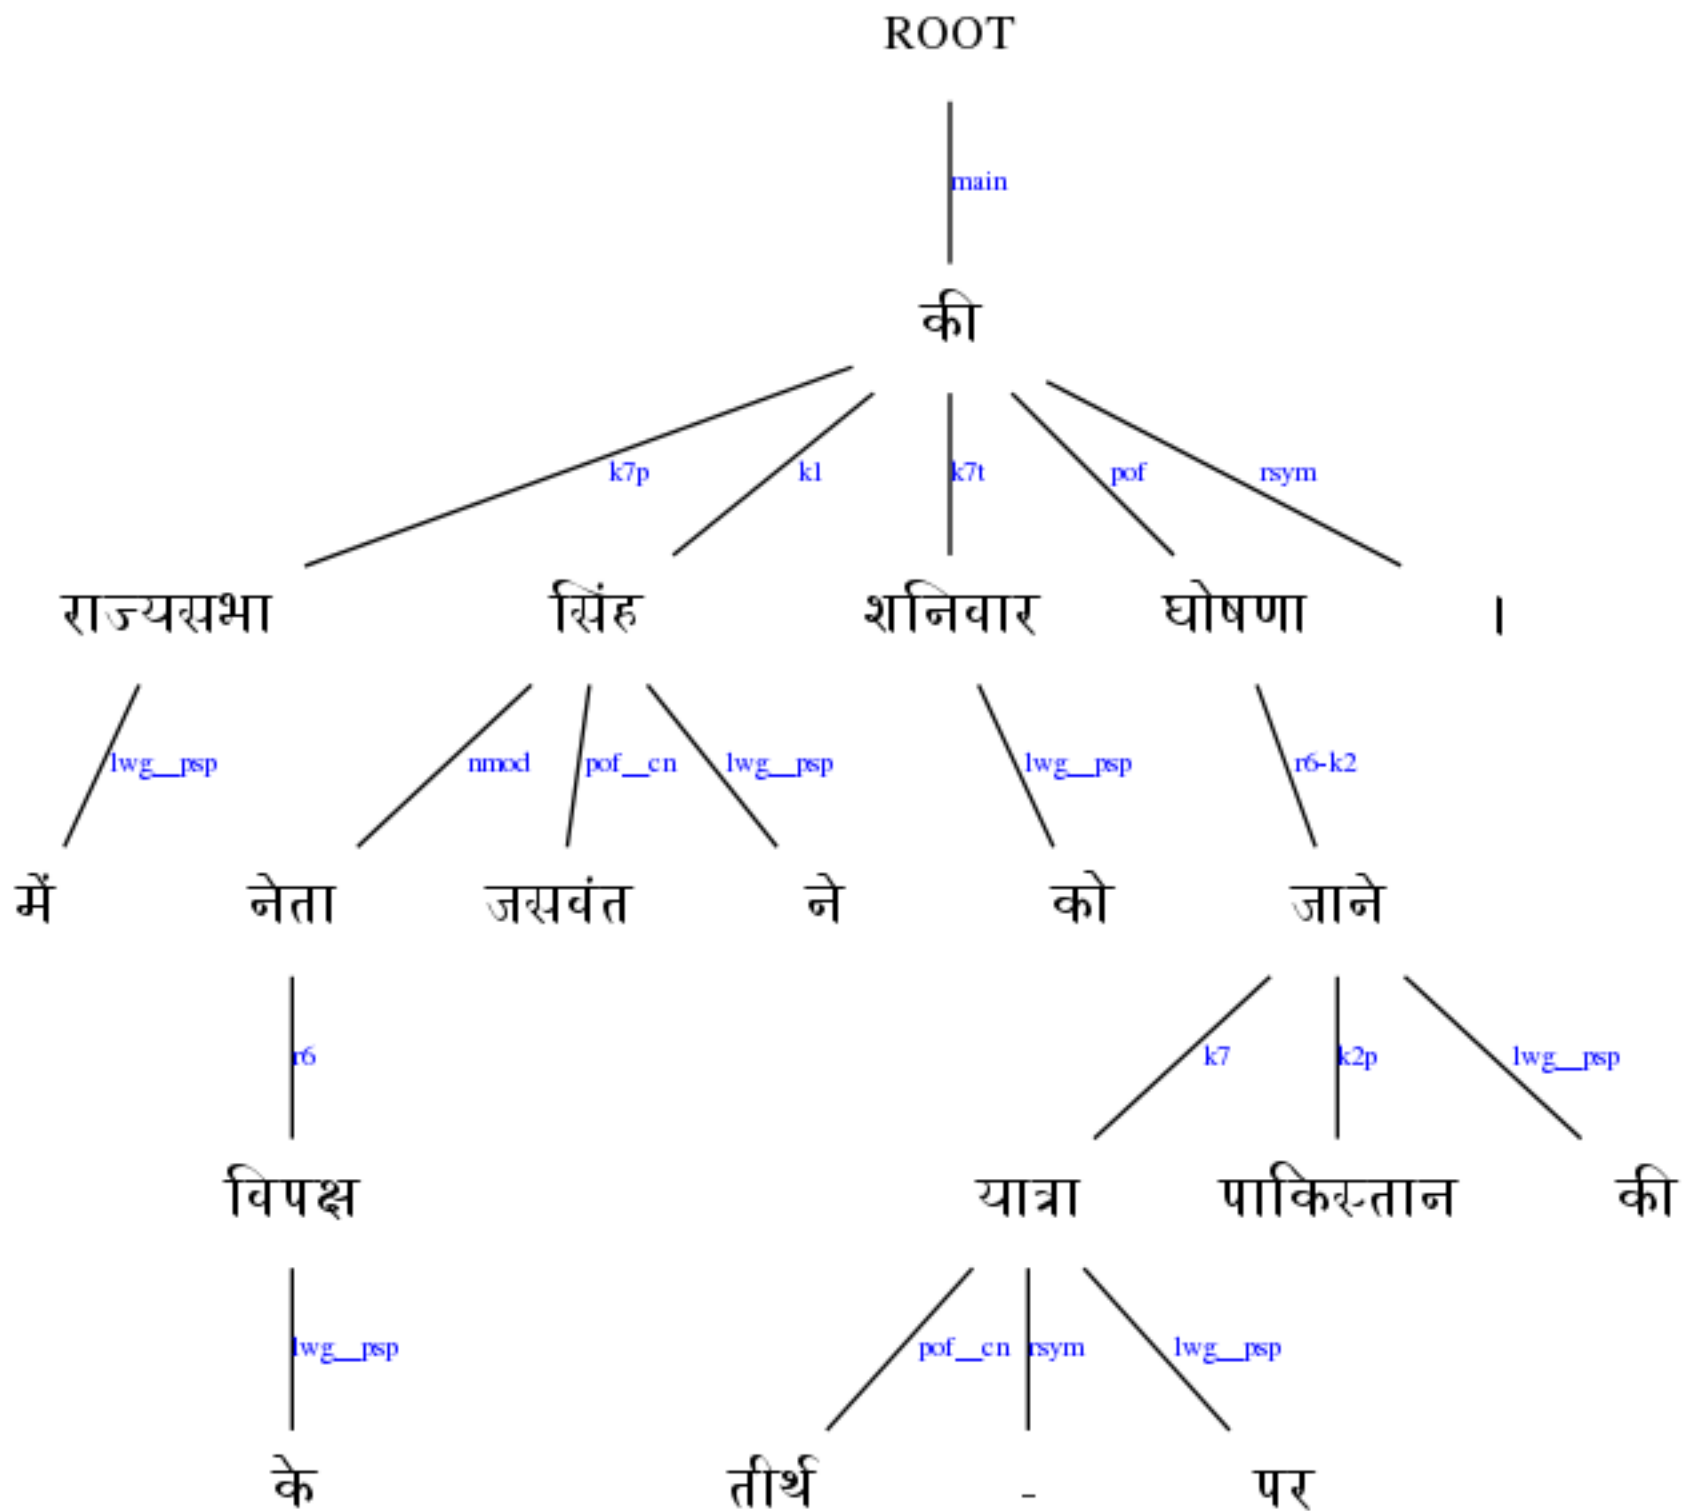 ROOT
main
की
k7p k1 k7t pof rsym
राज्यसभा सिंह शनिवार घोषणा ।
lwg__psp nmod pof__cn lwg__psp lwg__psp r6-k2
में नेता जसवंत ने को जाने
r6 k7 k2p lwg__psp
विपक्ष यात्रा पाकिस्तान की
lwg__psp pof__cn rsym lwg__psp
के तीर्थ - पर